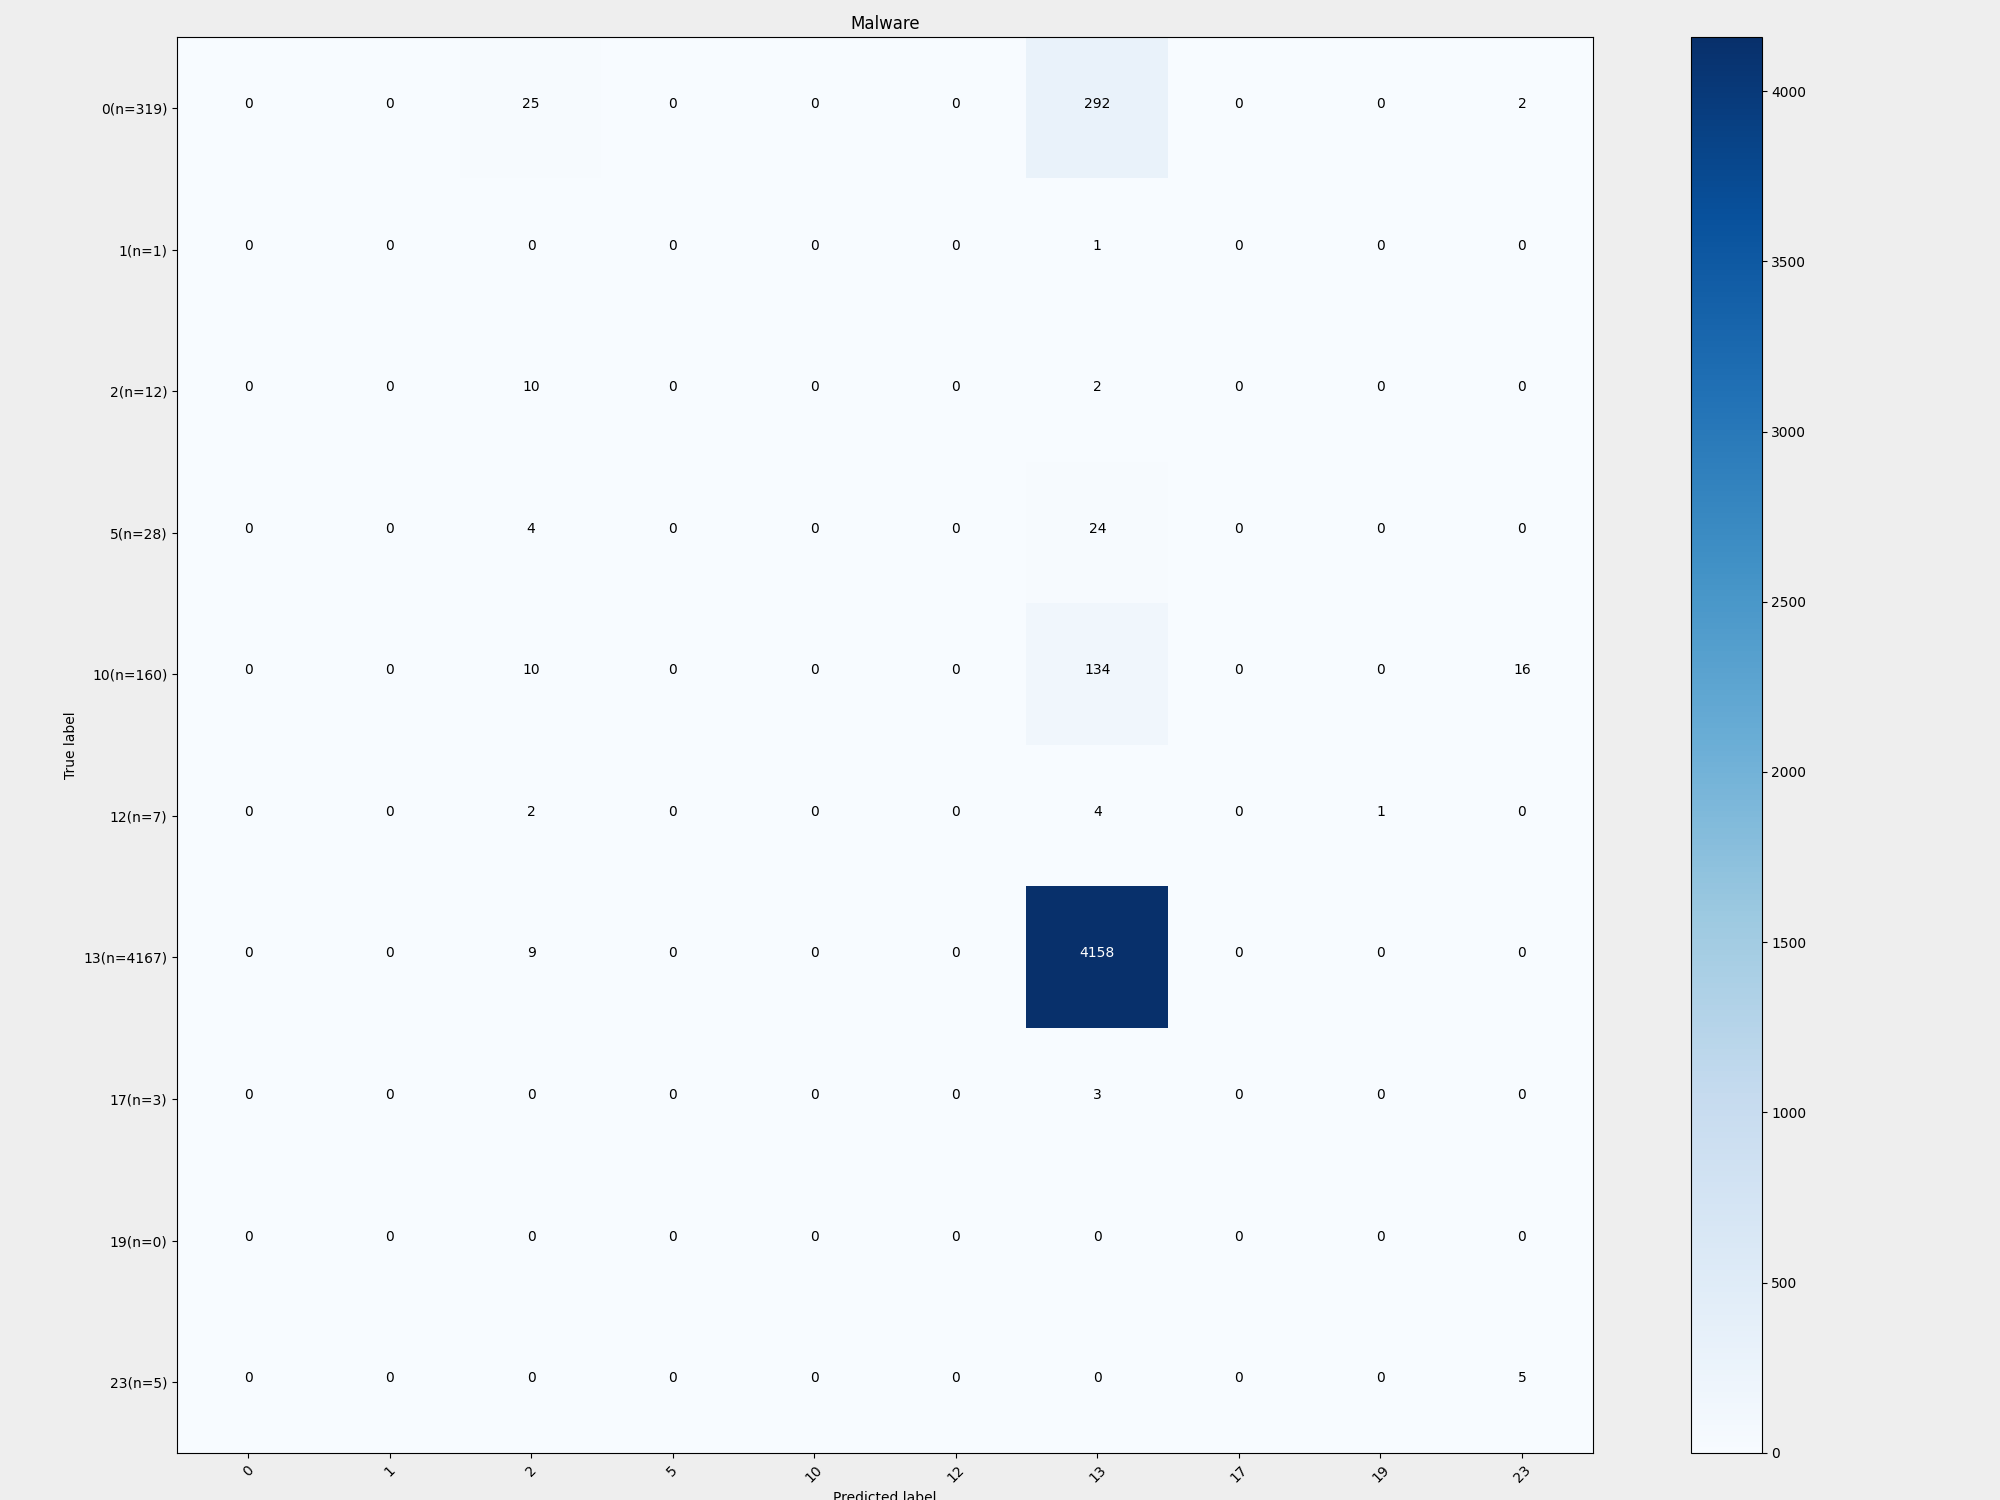 Malware
0(n=319) 0 0 25 0 0 0 292 0 0 2
1(n=1) 0 0 0 0 0 0 1 0 0 0
2(n=12) 0 0 10 0 0 0 2 0 0 0
5(n=28) 0 0 4 0 0 0 24 0 0 0
10(n=160) 0 0 10 0 0 0 134 0 0 16
12(n=7) 0 0 2 0 0 0 4 0 1 0
13(n=4167) 0 0 9 0 0 0 4158 0 0 0
17(n=3) 0 0 0 0 0 0 3 0 0 0
19(n=0) 0 0 0 0 0 0 0 0 0 0
23(n=5) 0 0 0 0 0 0 0 0 0 5
True label
0 1 2 5 10 12 13 17 19 23
Predicted label
4000
3500
3000
2500
2000
1500
1000
500
0